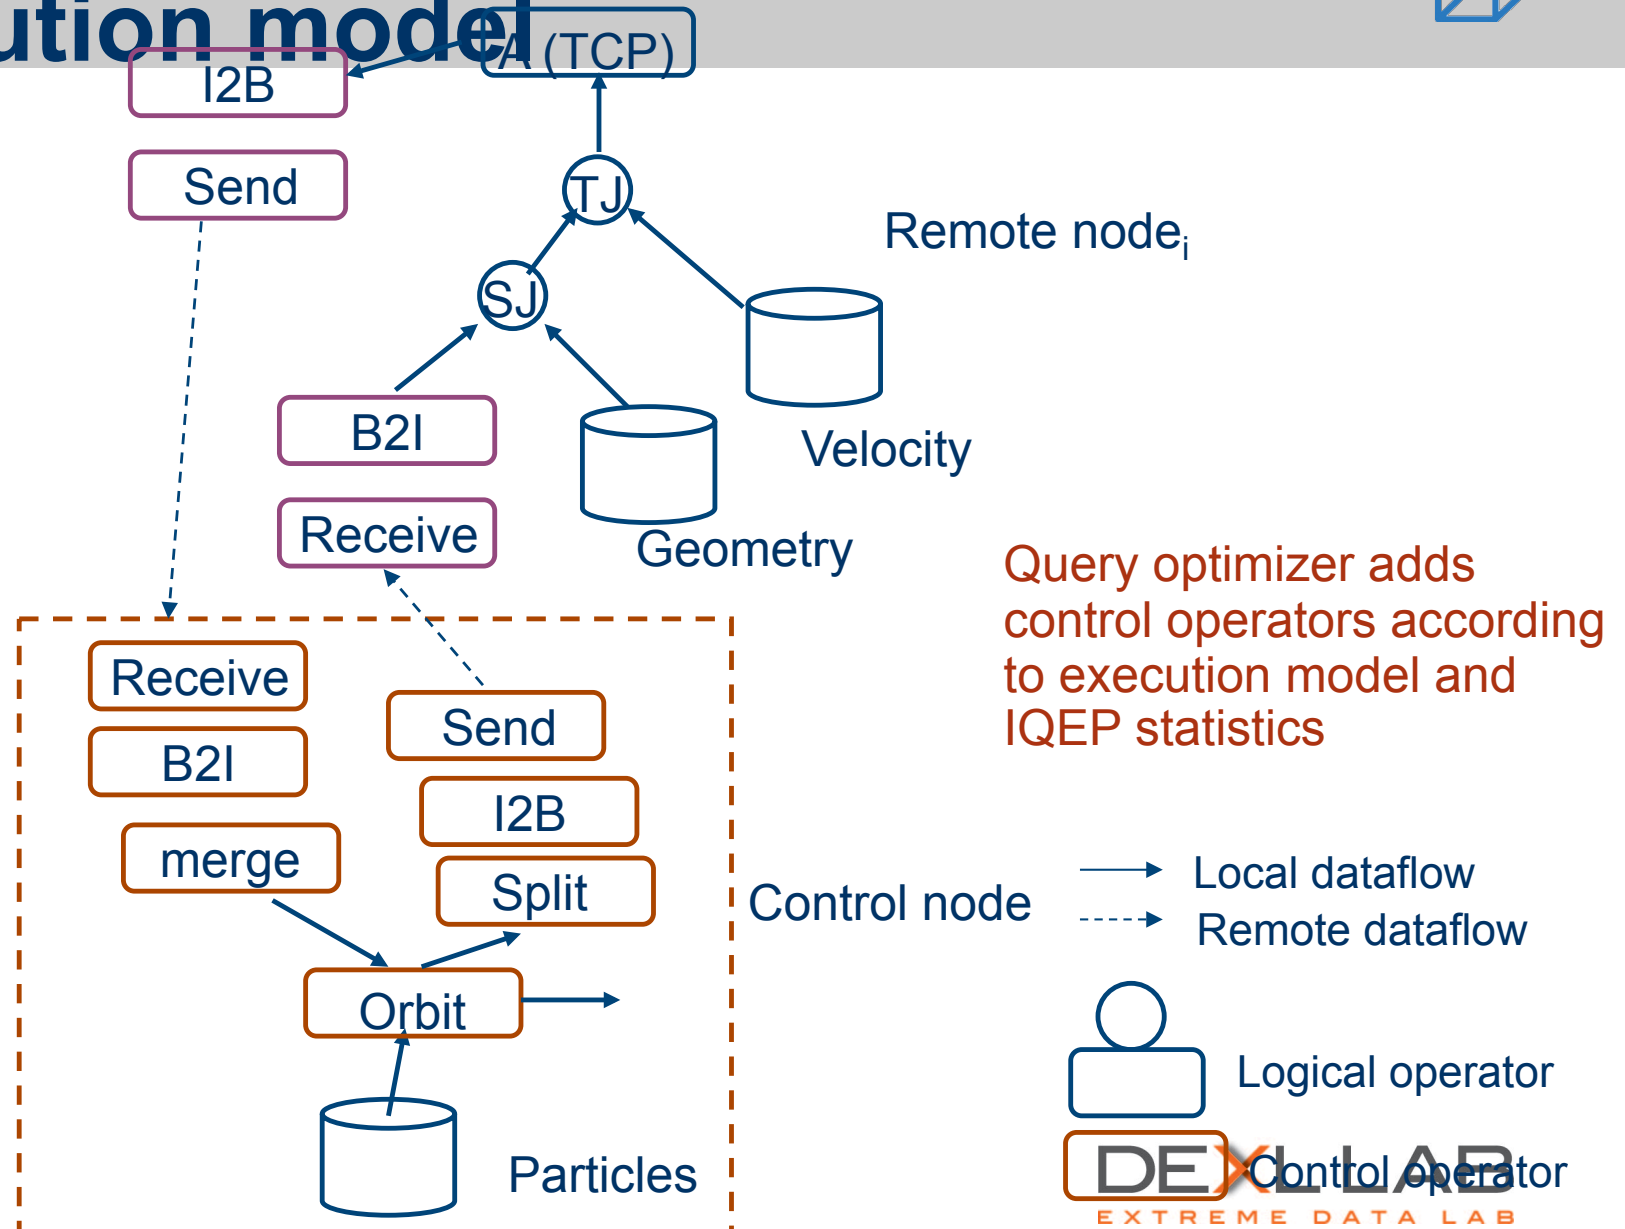 ution model
A (TCP)
I2B
Send
TJ
Remote nodei
SJ
B2I
Velocity
Receive
Geometry
Query optimizer adds
control operators according
to execution model and
IQEP statistics
Receive
Send
B2I
I2B
merge
Split
Control node
Local dataflow
Remote dataflow
Orbit
Logical operator
Particles
Control operator
DEXL LAB
EXTREME DATA LAB